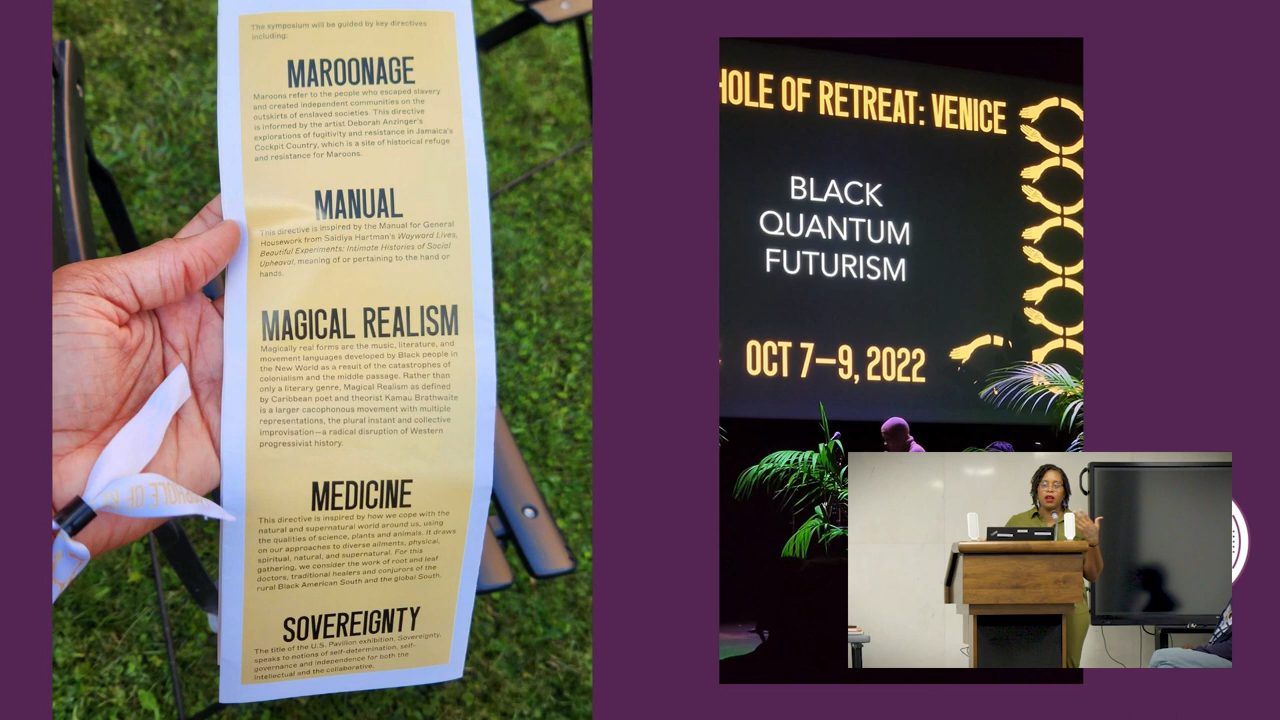 The symposium will be guided by key directives
including:
MAROONAGE
Maroons refer to the people who escaped slavery
and created independent communities on the
outskirts of enslaved societies. This directive
is informed by the artist Deborah Anzinger's
explorations of fugitivity and resistance in Jamaica's
Cockpit Country, which is a site of historical refuge
and resistance for Maroons.
MANUAL
This directive is inspired by the Manual for General
Housework from Saidiya Hartman's Wayward Lives,
Beautiful Experiments: Intimate Histories of Social
Upheaval, meaning of or pertaining to the hand or
hands.
MAGICAL REALISM
Magically real forms are the music, literature, and
movement languages developed by Black people in
the New World as a result of the catastrophes of
colonialism and the middle passage. Rather than
only a literary genre, Magical Realism as defined
by Caribbean poet and theorist Kamau Brathwaite
is a larger cacophonous movement with multiple
representations, the plural instant and collective
improvisation—a radical disruption of Western
progressivist history.
MEDICINE
This directive is inspired by how we cope with the
natural and supernatural world around us, using
the qualities of science, plants and animals. It draws
on our approaches to diverse ailments, physical,
spiritual, natural, and supernatural. For this
gathering, we consider the work of root and leaf
doctors, traditional healers and conjurors of the
rural Black American South and the global South.
SOVEREIGNTY
The title of the U.S. Pavilion exhibition, Sovereignty,
speaks to notions of self-determination, self-
governance and independence for both the
intellectual and the collaborative.
HOLE OF RETREAT: VENICE
BLACK
QUANTUM
FUTURISM
OCT 7—9, 2022